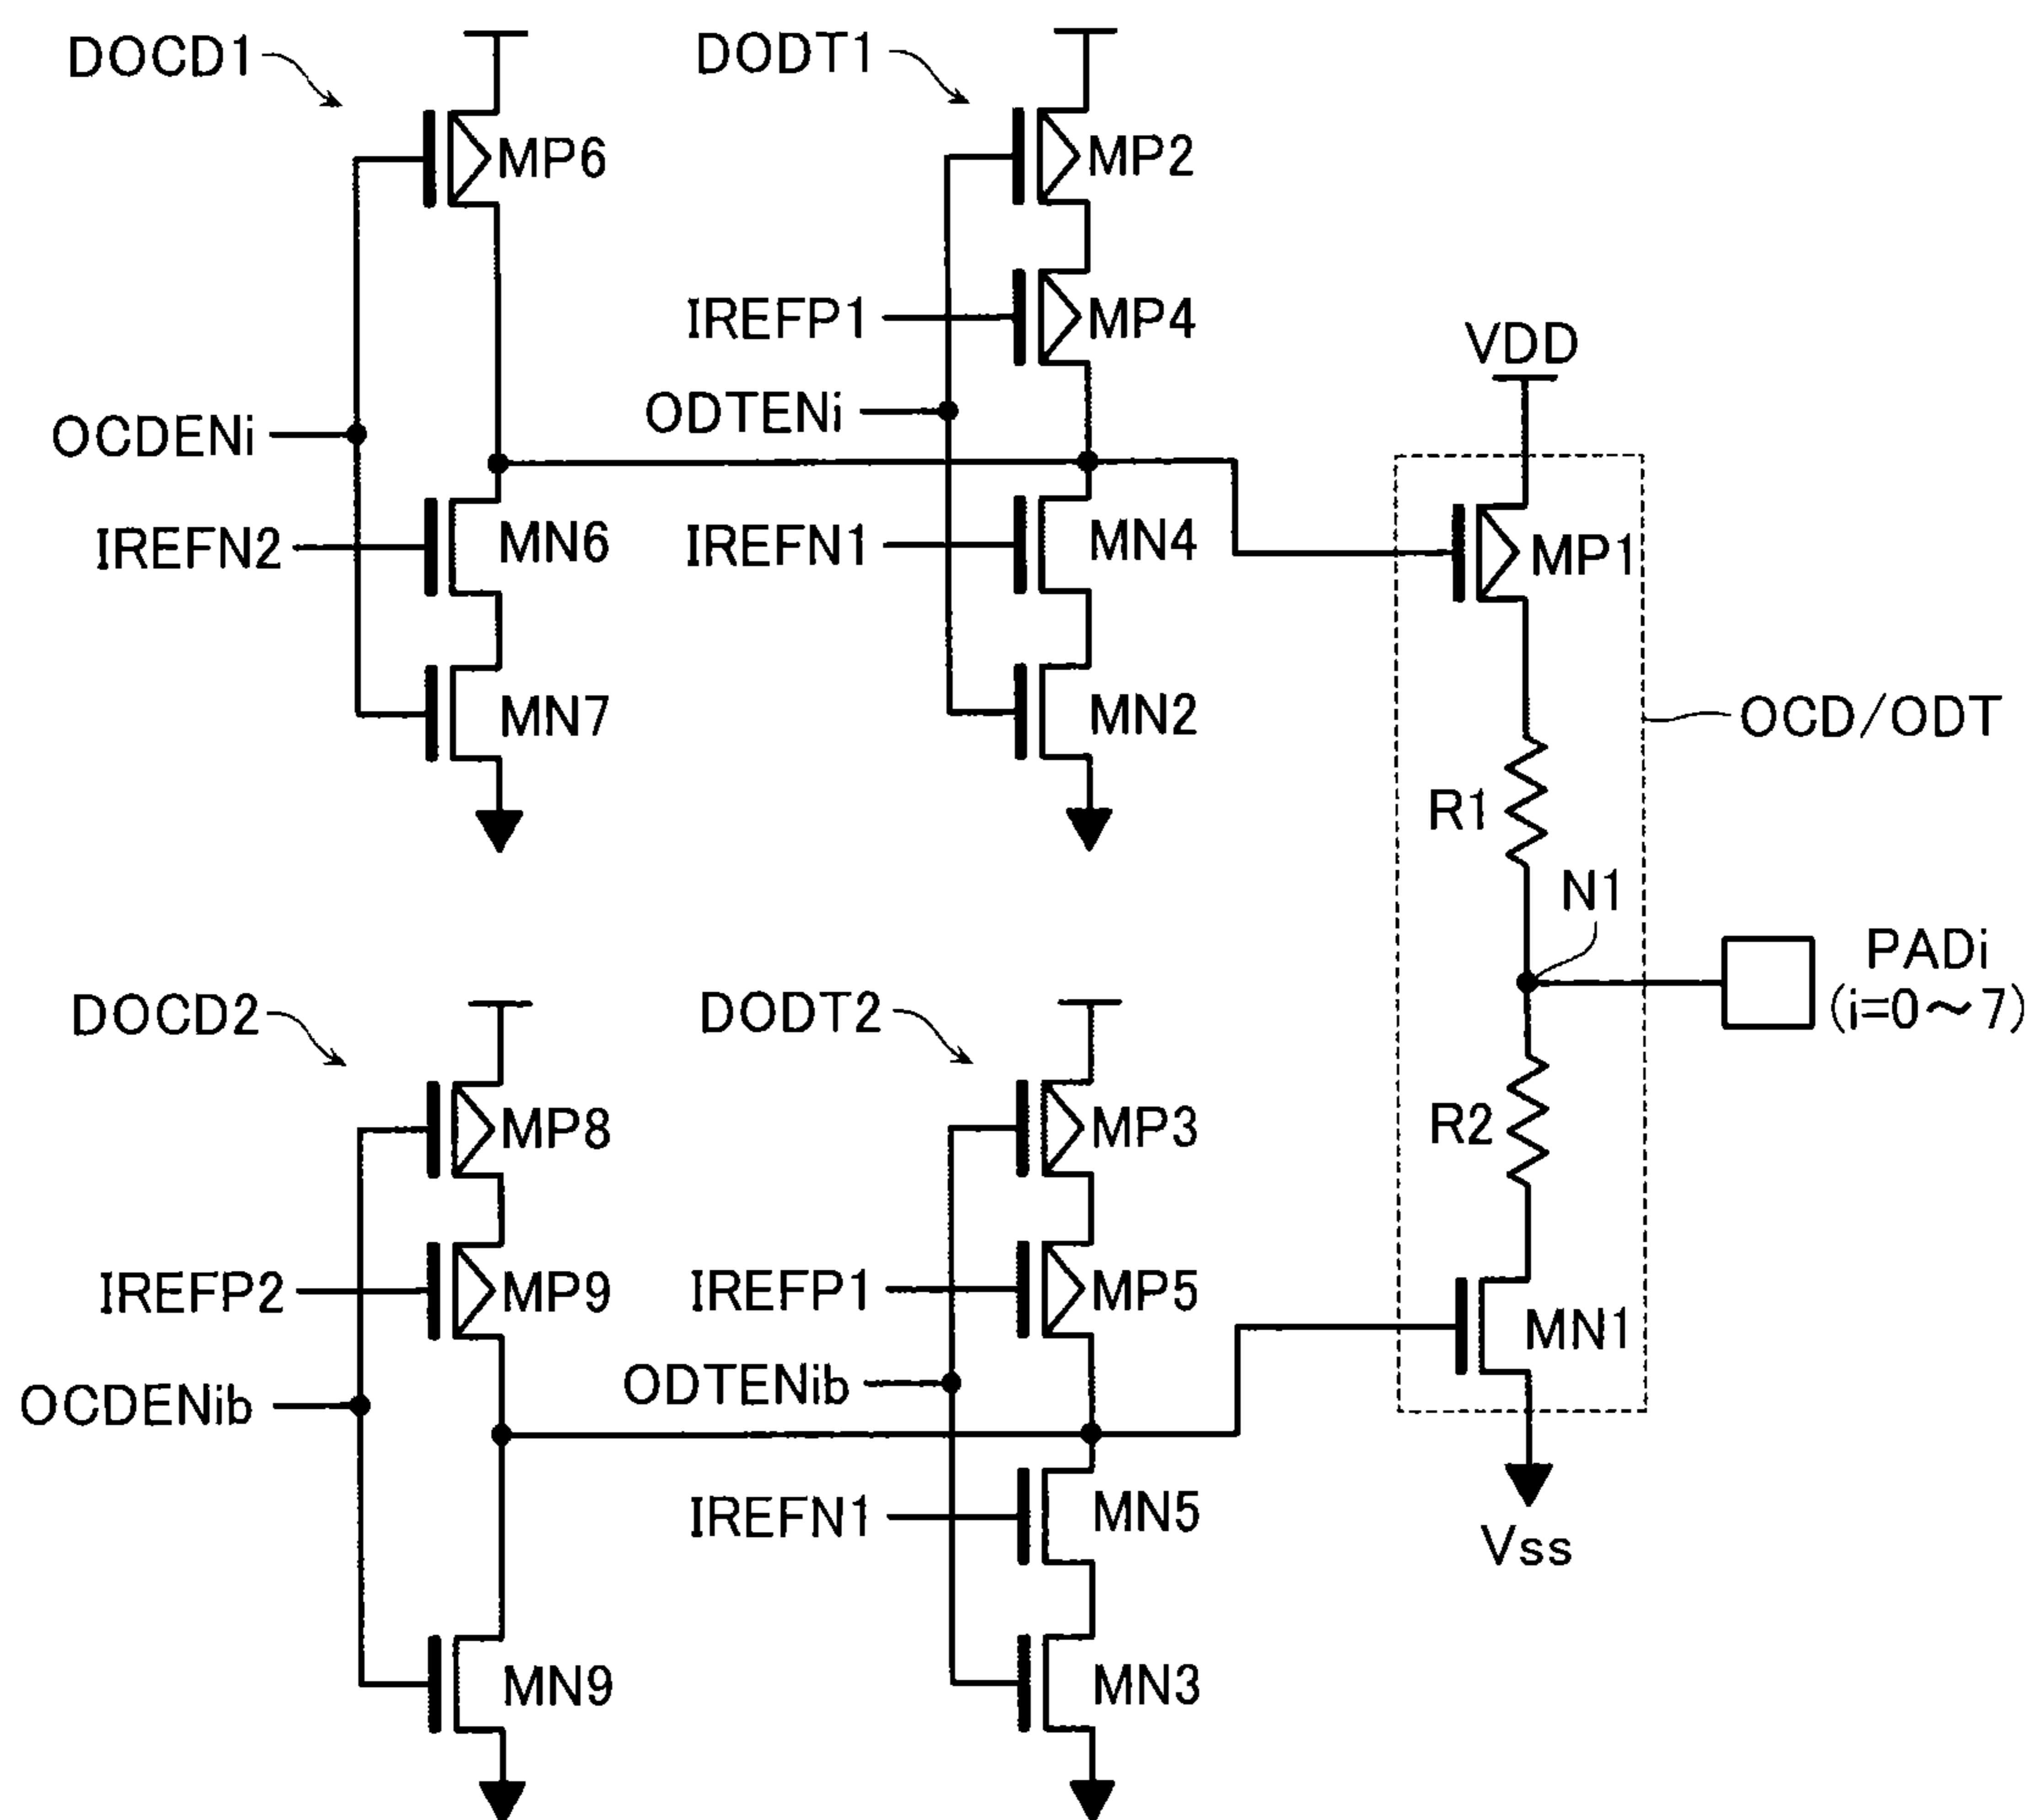 DOCD1
DODT1
MP6
MP2
IREFP1
MP4
VDD
OCDENi
ODTENi
IREFN2
MN6
IREFN1
MN4
MP1
MN7
MN2
OCD/ODT
R1
N1
PADi
(i=0～7)
DOCD2
DODT2
MP8
MP3
R2
IREFP2
MP9
IREFP1
MP5
MN1
OCDENib
ODTENib
IREFN1
MN5
Vss
MN9
MN3